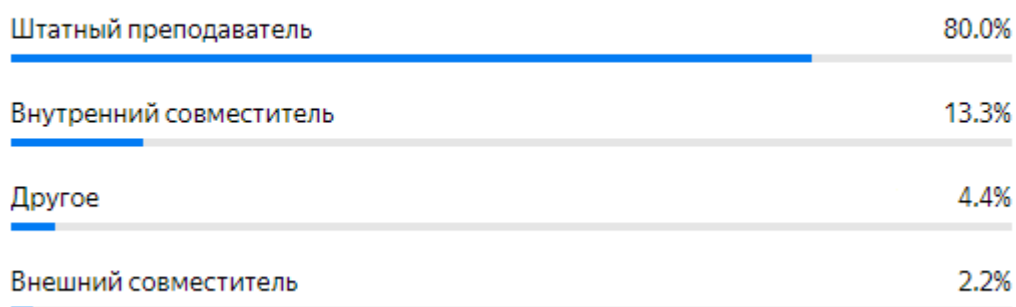 Штатный преподаватель 80.0%
Внутренний совместитель 13.3%
Другое 4.4%
Внешний совместитель 2.2%